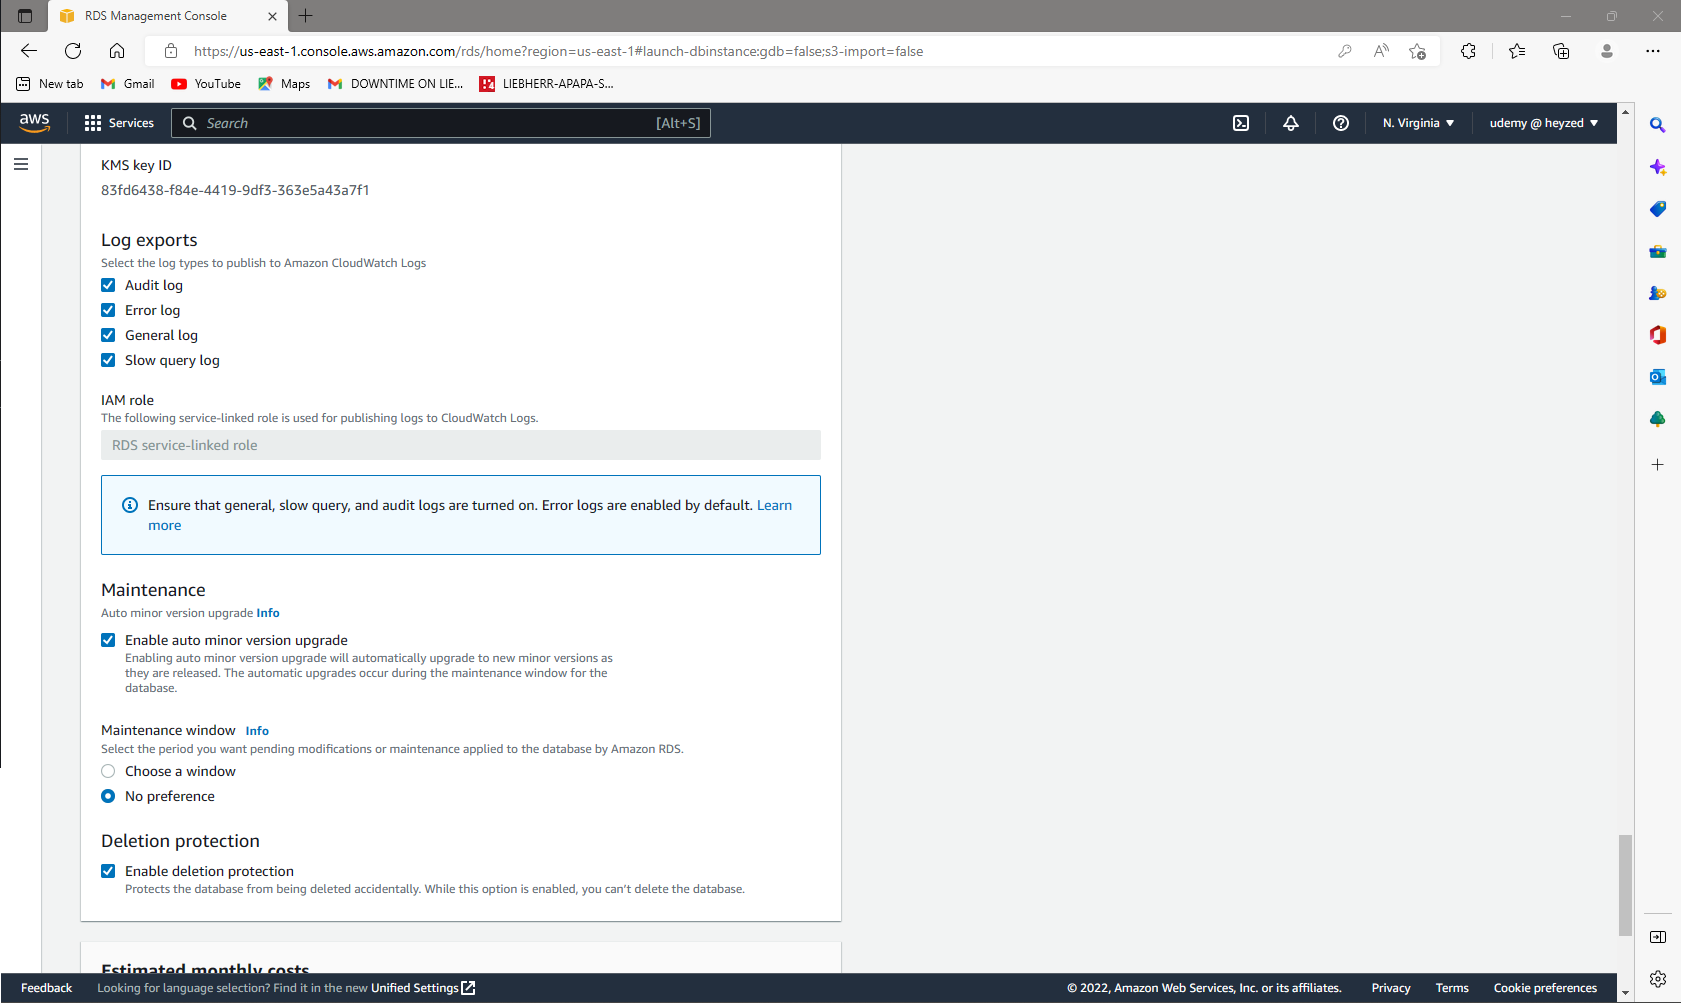 RDS Management Console
https://us-east-1.console.aws.amazon.com/rds/home?region=us-east-1#launch-dbinstance:gdb=false;s3-import=false
New tab
Gmail
YouTube
Maps
DOWNTIME ON LIE...
LIEBHERR-APAPA-S...
aws
Services
Search
[Alt+S]
N. Virginia
udemy @ heyzed
KMS key ID
83fd6438-f84e-4419-9df3-363e5a43a7f1
Log exports
Select the log types to publish to Amazon CloudWatch Logs
Audit log
Error log
General log
Slow query log
IAM role
The following service-linked role is used for publishing logs to CloudWatch Logs.
RDS service-linked role
Ensure that general, slow query, and audit logs are turned on. Error logs are enabled by default. Learn
more
Maintenance
Auto minor version upgrade Info
Enable auto minor version upgrade
Enabling auto minor version upgrade will automatically upgrade to new minor versions as
they are released. The automatic upgrades occur during the maintenance window for the
database.
Maintenance window Info
Select the period you want pending modifications or maintenance applied to the database by Amazon RDS.
Choose a window
No preference
Deletion protection
Enable deletion protection
Protects the database from being deleted accidentally. While this option is enabled, you can't delete the database.
Estimated monthly costs
Feedback
Looking for language selection? Find it in the new Unified Settings
© 2022, Amazon Web Services, Inc. or its affiliates.
Privacy
Terms
Cookie preferences